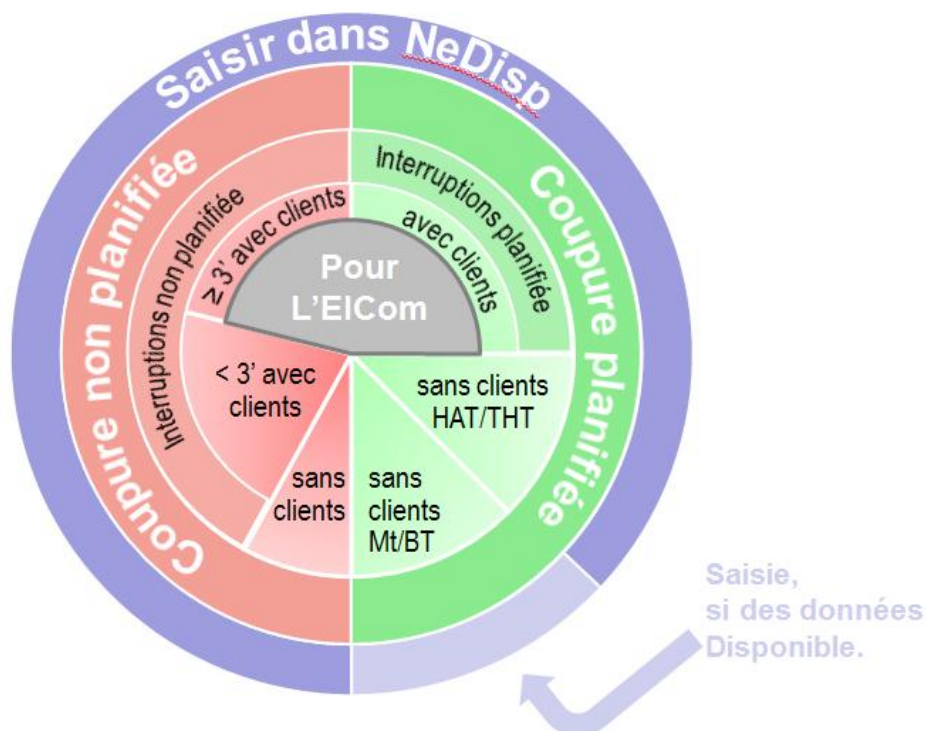 Saisir dans NeDisp
Coupure non planifiée
Coupure planifiée
Interruptions non planifiée
Interruptions planifiée
≥ 3’ avec clients
avec clients
Pour
L’ElCom
< 3’ avec
clients
sans
clients
sans
clients
Mt/BT
sans clients
HAT/THT
Saisie,
si des données
Disponible.